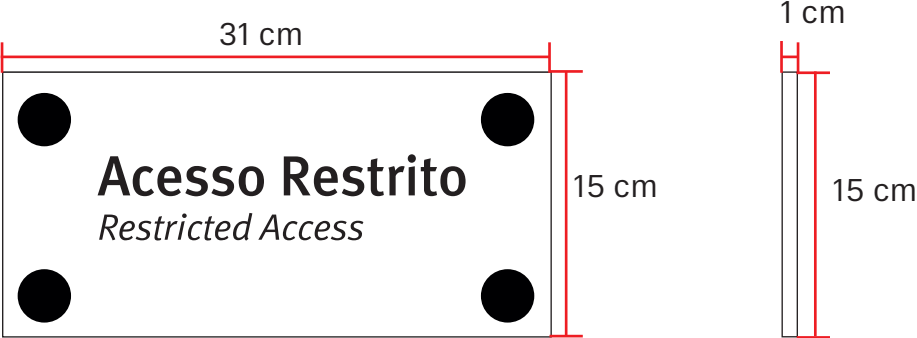 1 cm
31 cm
Acesso Restrito
Restricted Access
15 cm
15 cm